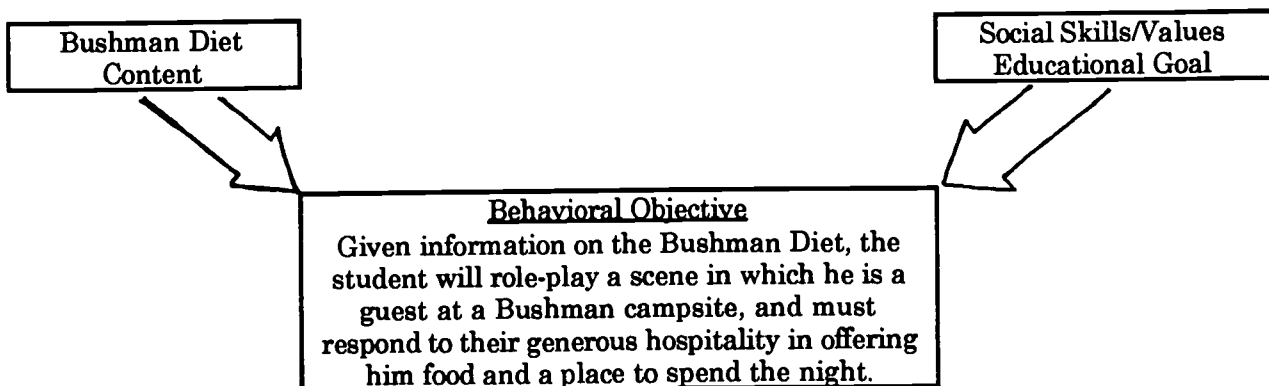 Bushman Diet
Content
Social Skills/Values
Educational Goal
Behavioral Objective
Given information on the Bushman Diet, the
student will role-play a scene in which he is a
guest at a Bushman campsite, and must
respond to their generous hospitality in offering
him food and a place to spend the night.